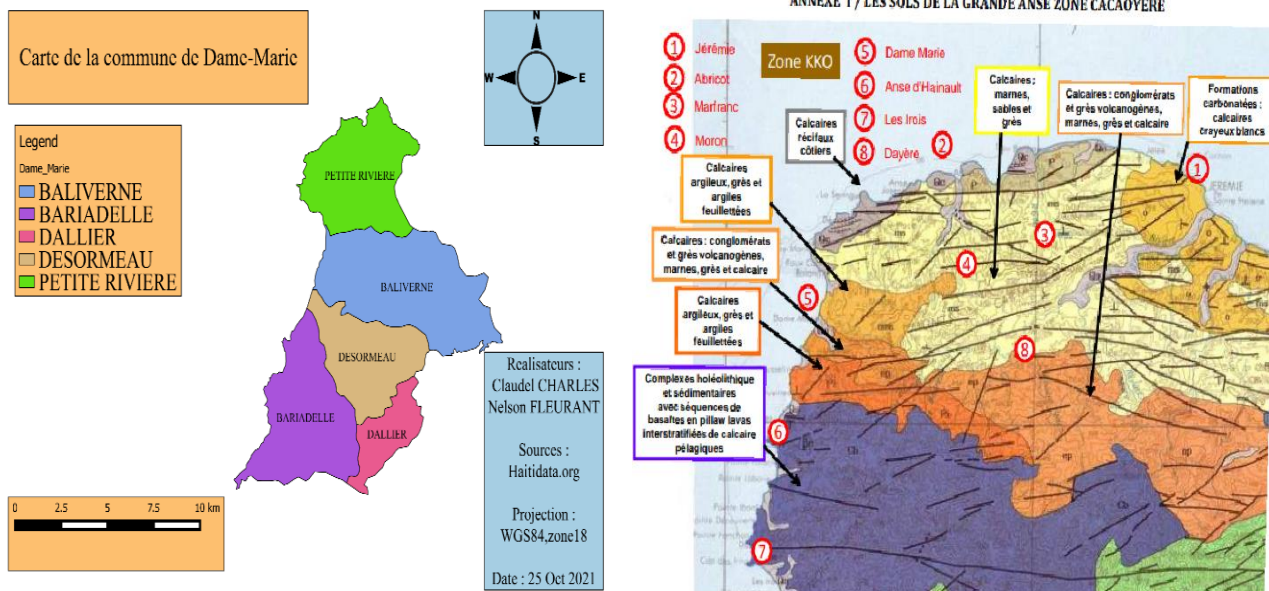 Carte de la commune de Dame-Marie
N
W
E
S
Legend
Dame_Marie
BALIVERNE
BARIADELLE
DALLIER
DESORMEAU
PETITE RIVIERE
PETITE RIVIERE
BALIVERNE
DESORMEAU
BARIADELLE
DALLIER
0 2.5 5 7.5 10 km
Realisateurs :
Claudel CHARLES
Nelson FLEURANT
Sources :
Haitidata.org
Projection :
WGS84,zone18
Date : 25 Oct 2021
ANNEXE 1 / LES SOLS DE LA GRANDE ANSE ZONE CACAOYERE
1 Jérémie
2 Abricot
3 Marfranc
4 Moron
Zone KKO
5 Dame Marie
6 Anse d'Hainault
7 Les Irois
8 Dayère
Calcaires
récifaux
côtiers
Calcaires ;
marnes,
sables et
grès
Calcaires : conglomérats
et grès volcanogènes,
marnes, grès et calcaire
Formations
carbonatées :
calcaires
crayeux blancs
Calcaires
argileux, grès et
argiles
feuillettées
Calcaires : conglomérats
et grès volcanogènes,
marnes, grès et calcaire
Calcaires
argileux, grès et
argiles
feuillettées
Complexes holéolithique
et sédimentaires
avec séquences de
basaftes en pillaw lavas
interstratifiées de calcaire
pélagiques
1
2
3
4
5
6
7
8
JEREMIE